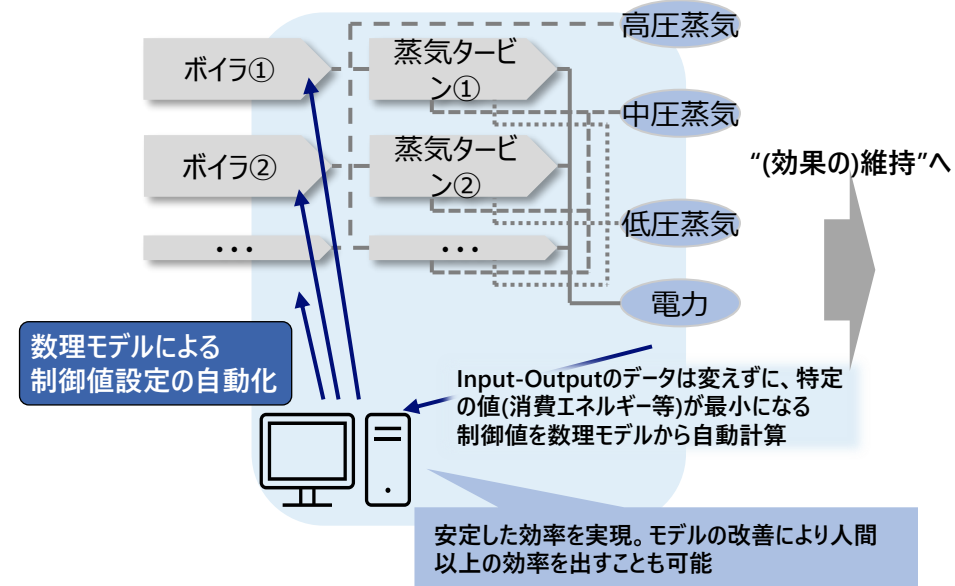 高圧蒸気
ボイラ①
蒸気タービ
ン①
中圧蒸気
ボイラ②
蒸気タービ
ン②
"(効果の)維持"へ
低圧蒸気
・・・
・・・
電力
数理モデルによる
制御値設定の自動化
Input-Outputのデータは変えずに、特定
の値(消費エネルギー等)が最小になる
制御値を数理モデルから自動計算
安定した効率を実現。モデルの改善により人間
以上の効率を出すことも可能